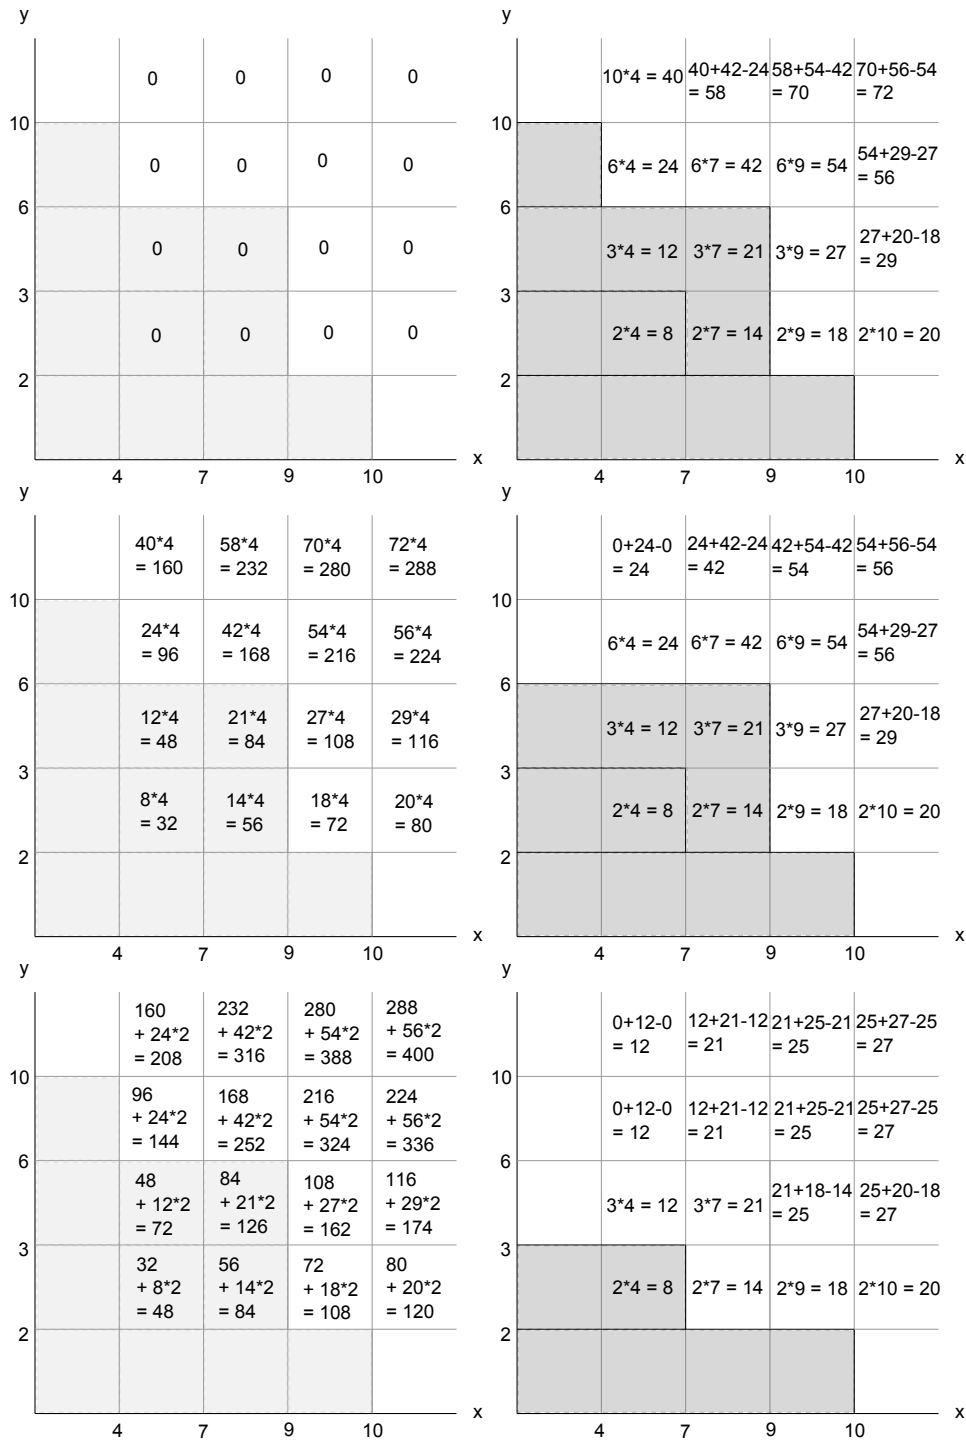 y
0 0 0 0
10
0 0 0 0
6
0 0 0 0
3
0 0 0 0
2
x
4 7 9 10
y
10*4 = 40 40+42-24 58+54-42 70+56-54
= 58 = 70 = 72
10
6*4 = 24 6*7 = 42 6*9 = 54 54+29-27
= 56
6
3*4 = 12 3*7 = 21 3*9 = 27 27+20-18
= 29
3
2*4 = 8 2*7 = 14 2*9 = 18 2*10 = 20
2
x
4 7 9 10
y
40*4 58*4 70*4 72*4
= 160 = 232 = 280 = 288
10
24*4 42*4 54*4 56*4
= 96 = 168 = 216 = 224
6
12*4 21*4 27*4 29*4
= 48 = 84 = 108 = 116
3
8*4 14*4 18*4 20*4
= 32 = 56 = 72 = 80
2
x
4 7 9 10
0+24-0 24+42-24 42+54-42 54+56-54
= 24 = 42 = 54 = 56
10
6*4 = 24 6*7 = 42 6*9 = 54 54+29-27
= 56
6
3*4 = 12 3*7 = 21 3*9 = 27 27+20-18
= 29
3
2*4 = 8 2*7 = 14 2*9 = 18 2*10 = 20
2
x
4 7 9 10
y
160 232 280 288
+ 24*2 + 42*2 + 54*2 + 56*2
= 208 = 316 = 388 = 400
10
96 168 216 224
+ 24*2 + 42*2 + 54*2 + 56*2
= 144 = 252 = 324 = 336
6
48 84 108 116
+ 12*2 + 21*2 + 27*2 + 29*2
= 72 = 126 = 162 = 174
3
32 56 72 80
+ 8*2 + 14*2 + 18*2 + 20*2
= 48 = 84 = 108 = 120
2
x
4 7 9 10
y
0+12-0 12+21-12 21+25-21 25+27-25
= 12 = 21 = 25 = 27
10
0+12-0 12+21-12 21+25-21 25+27-25
= 12 = 21 = 25 = 27
6
3*4 = 12 3*7 = 21 21+18-14 25+20-18
= 25 = 27
3
2*4 = 8 2*7 = 14 2*9 = 18 2*10 = 20
2
x
4 7 9 10
y